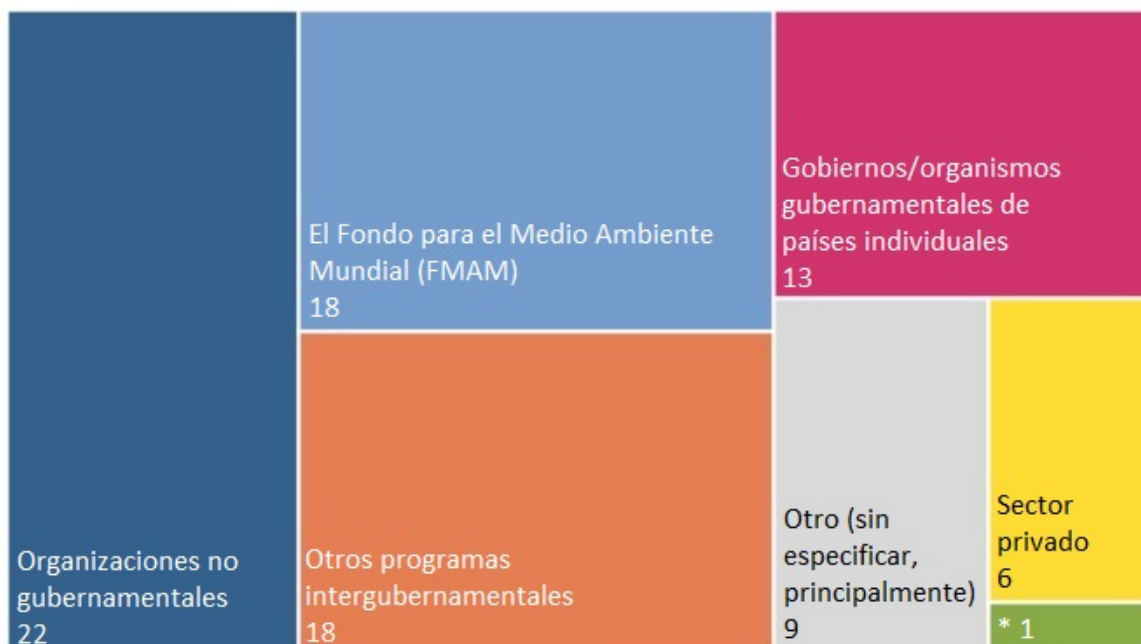 Organizaciones no
gubernamentales
22
El Fondo para el Medio Ambiente
Mundial (FMAM)
18
Otros programas
intergubernamentales
18
Gobiernos/organismos
gubernamentales de
países individuales
13
Otro (sin
especificar,
principalmente)
9
Sector
privado
6
* 1